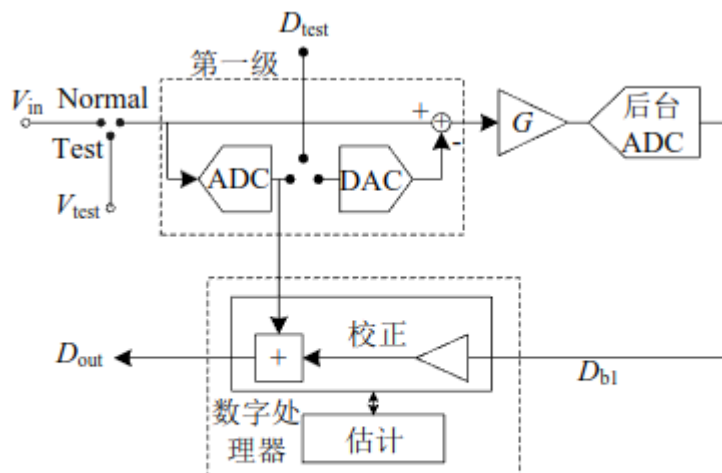 D_test
第一级
V_in
Normal
Test
V_test
+
-
ADC
DAC
G
后台
ADC
校正
+
D_out
D_b1
数字处
理器
估计